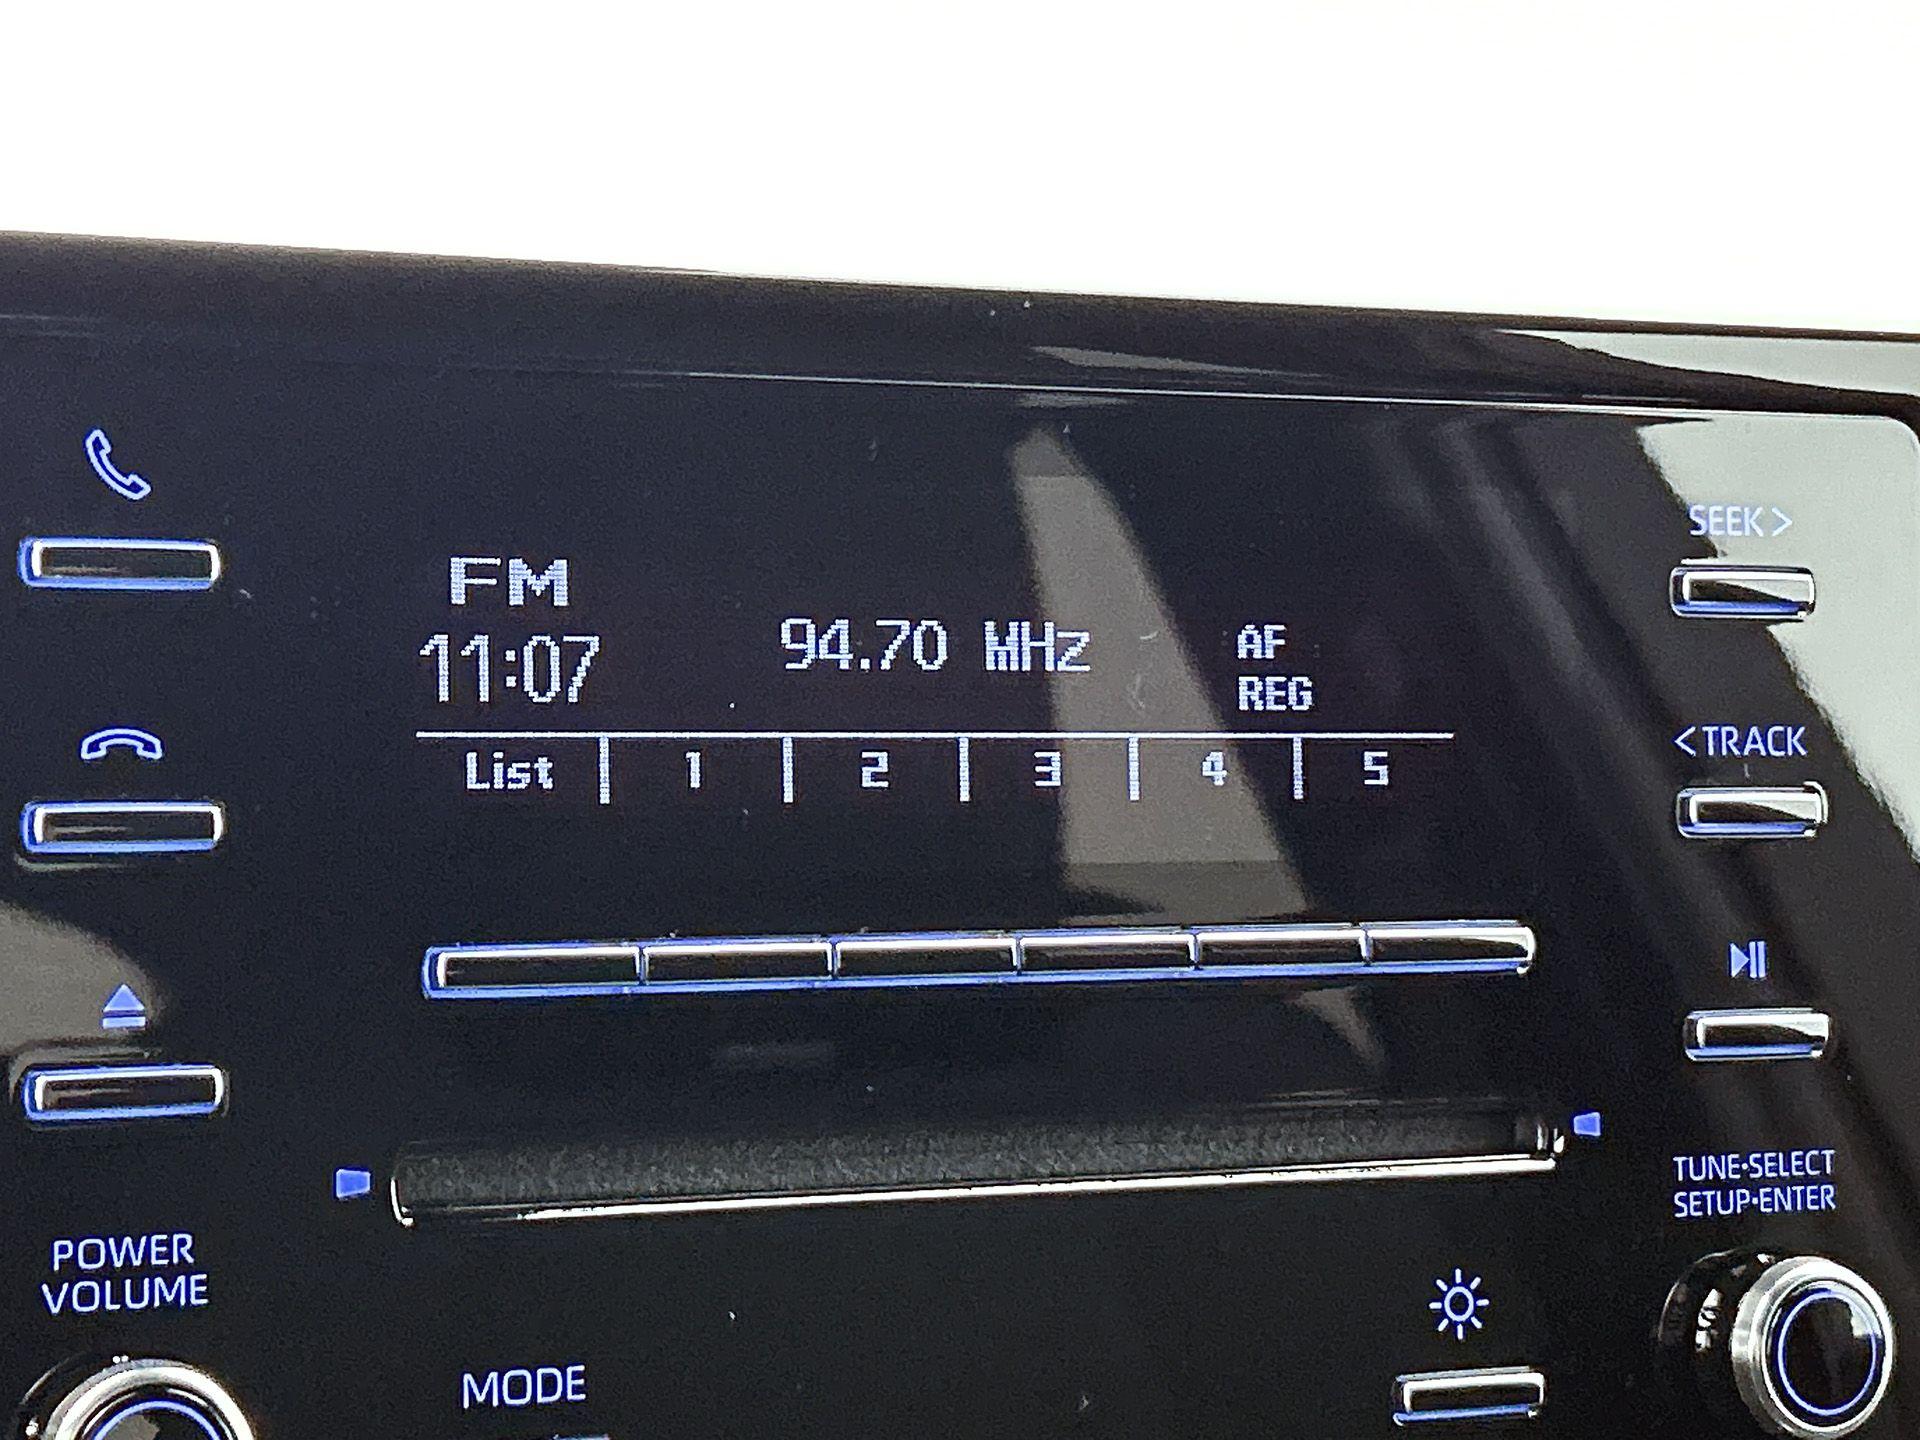 SEEK >
FM
11:07
94.70 MHz
AF
REG
< TRACK
List 1 2 3 4 5
TUNE•SELECT
SETUP•ENTER
POWER
VOLUME
MODE